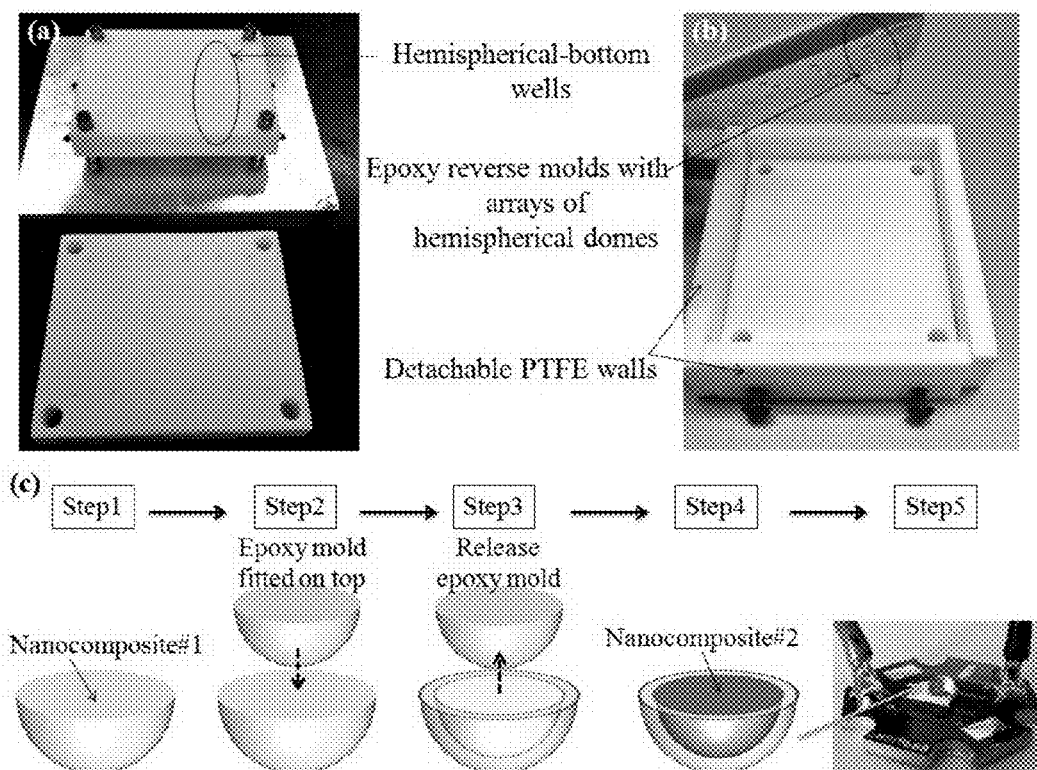 (a)
(b)
Hemispherical-bottom
wells
Epoxy reverse molds with
arrays of
hemispherical domes
Detachable PTFE walls
(c)
Step1
Step2
Step3
Step4
Step5
Epoxy mold
fitted on top
Release
epoxy mold
Nanocomposite#1
Nanocomposite#2